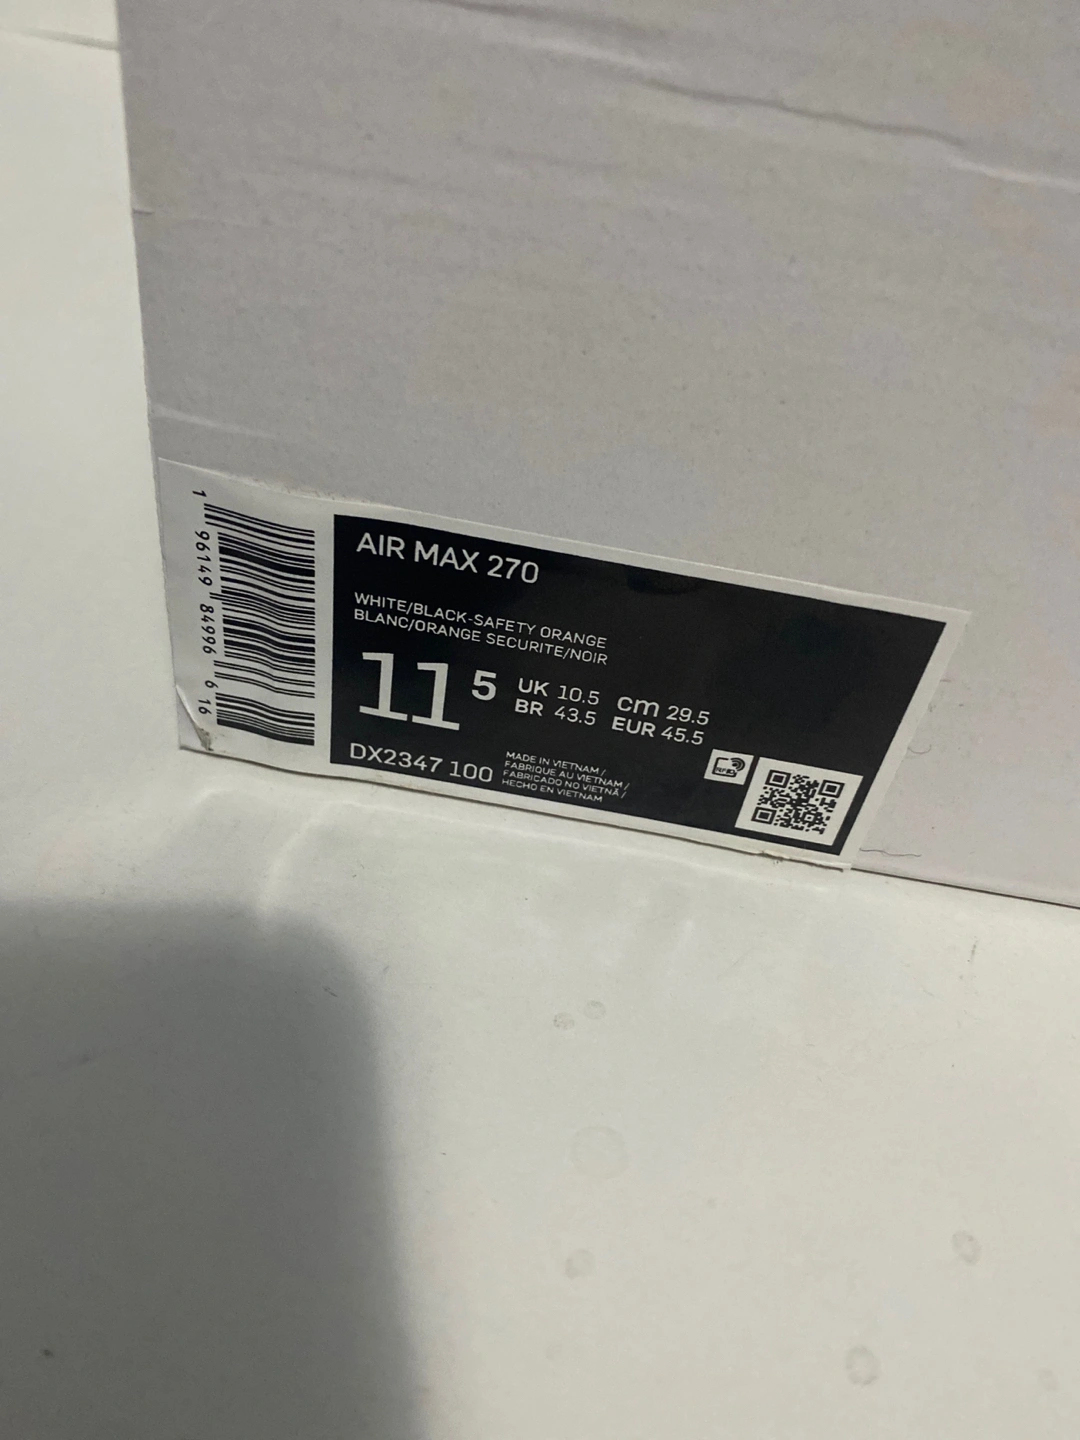 1 96149 84996 6 16
AIR MAX 270
WHITE/BLACK-SAFETY ORANGE
BLANC/ORANGE SECURITE/NOIR
11 5 UK 10.5 cm 29.5
BR 43.5 EUR 45.5
DX2347 100
MADE IN VIETNAM /
FABRIQUE AU VIETNAM /
FABRICADO NO VIETNÃ /
HECHO EN VIETNAM
RFID